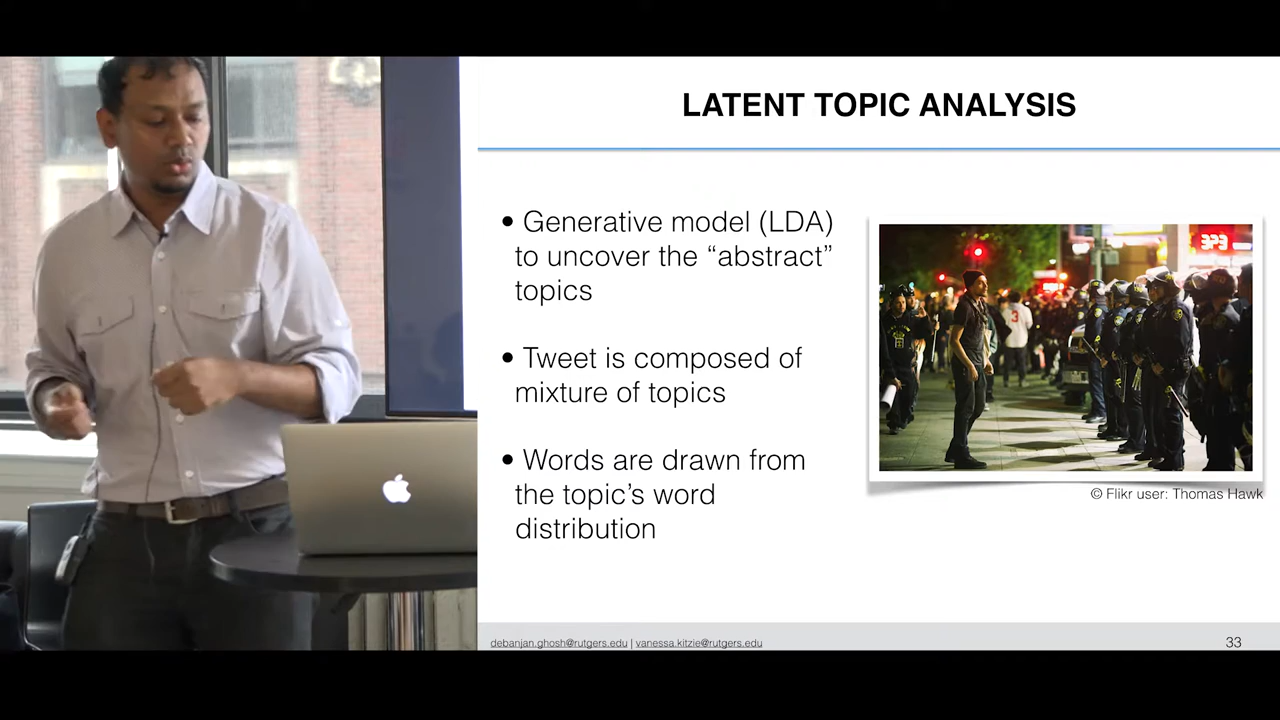 LATENT TOPIC ANALYSIS
• Generative model (LDA)
to uncover the “abstract”
topics
• Tweet is composed of
mixture of topics
• Words are drawn from
the topic’s word
distribution
323
3
© Flikr user: Thomas Hawk
debanjan.ghosh@rutgers.edu | vanessa.kitzie@rutgers.edu
33